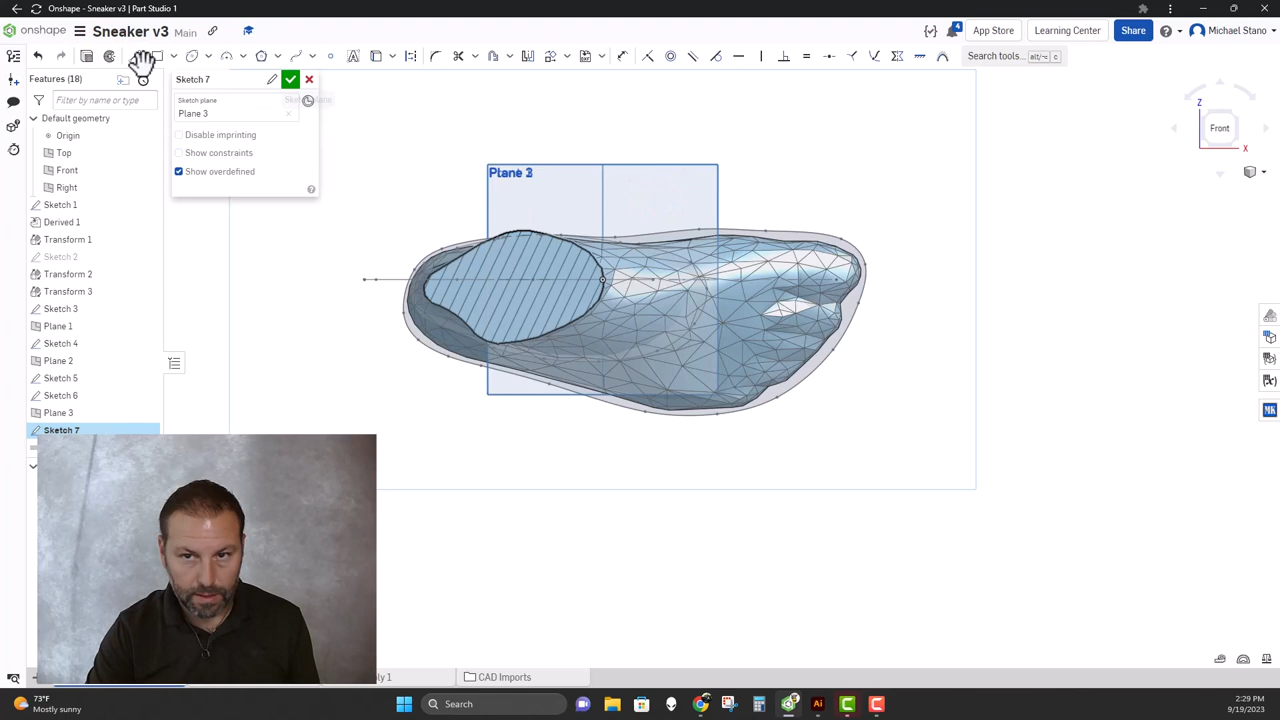 Onshape - Sneaker v3 | Part Studio 1
onshape
Sneaker v3 Main
4
App Store
Learning Center
Share
Michael Stano
Search tools... alt/⌥ c
Features (18)
Filter by name or type
Default geometry
Origin
Top
Front
Right
Sketch 1
Derived 1
Transform 1
Sketch 2
Transform 2
Transform 3
Sketch 3
Plane 1
Sketch 4
Plane 2
Sketch 5
Sketch 6
Plane 3
Sketch 7
Sketch 7
Sketch plane
Plane 3
Disable imprinting
Show constraints
Show overdefined
Z
Front
X
MK
CAD Imports
73°F
Mostly sunny
Search
Ai
2:29 PM
9/19/2023